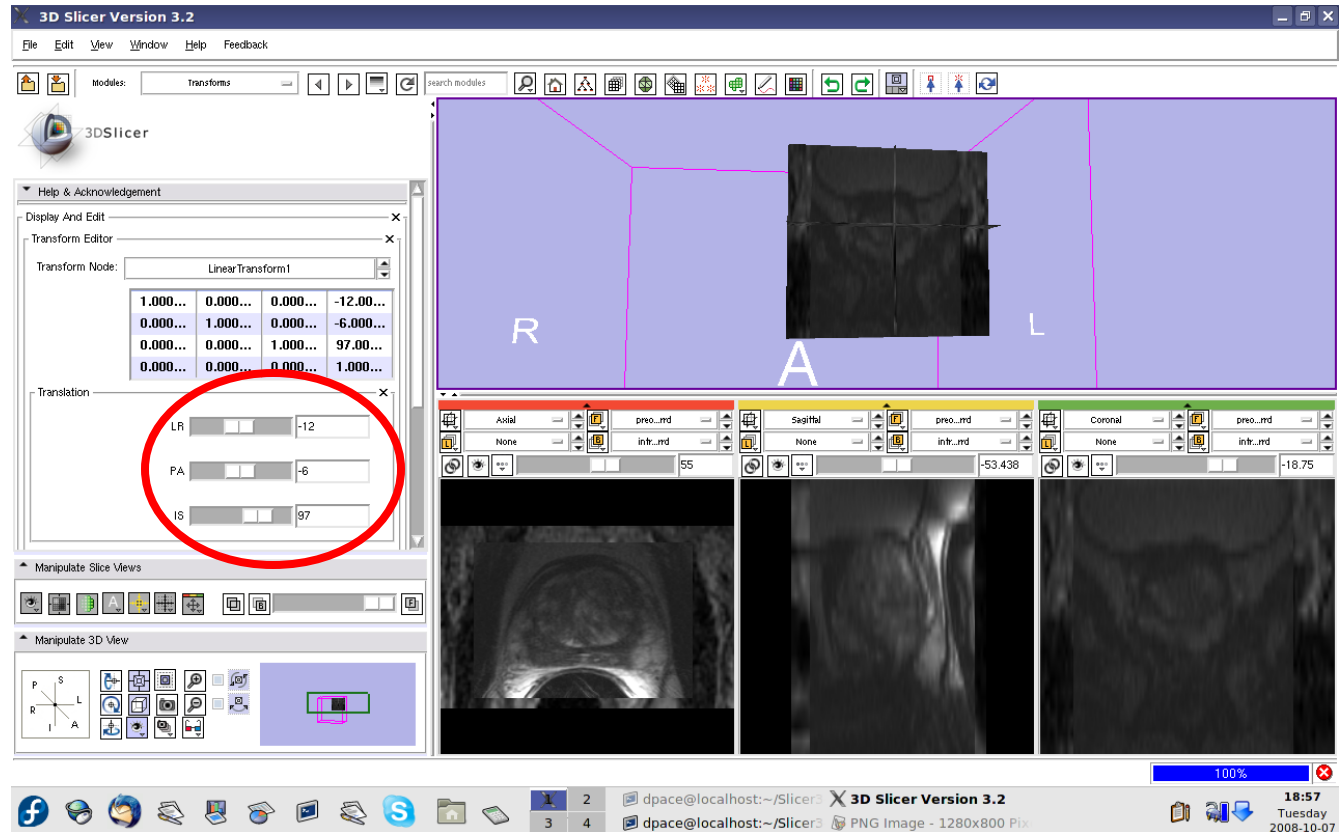 3D Slicer Version 3.2
File Edit View Window Help Feedback
Modules: Transforms search modules
3DSlicer
Help & Acknowledgement
Display And Edit
Transform Editor
Transform Node: LinearTransform1
1.000... 0.000... 0.000... -12.00...
0.000... 1.000... 0.000... -6.000...
0.000... 0.000... 1.000... 97.00...
0.000... 0.000... 0.000... 1.000...
Translation
LR -12
PA -6
IS 97
Manipulate Slice Views
Manipulate 3D View
P S L R I A
R A L
Axial preo...rrd
None intr...rrd
55
Sagittal preo...rrd
None intr...rrd
-53.438
Coronal preo...rrd
None intr...rrd
-18.75
100%
1 2 dpace@localhost:~/Slicer3 3D Slicer Version 3.2
3 4 dpace@localhost:~/Slicer3 PNG Image - 1280x800 Pix
18:57
Tuesday
2008-10-07